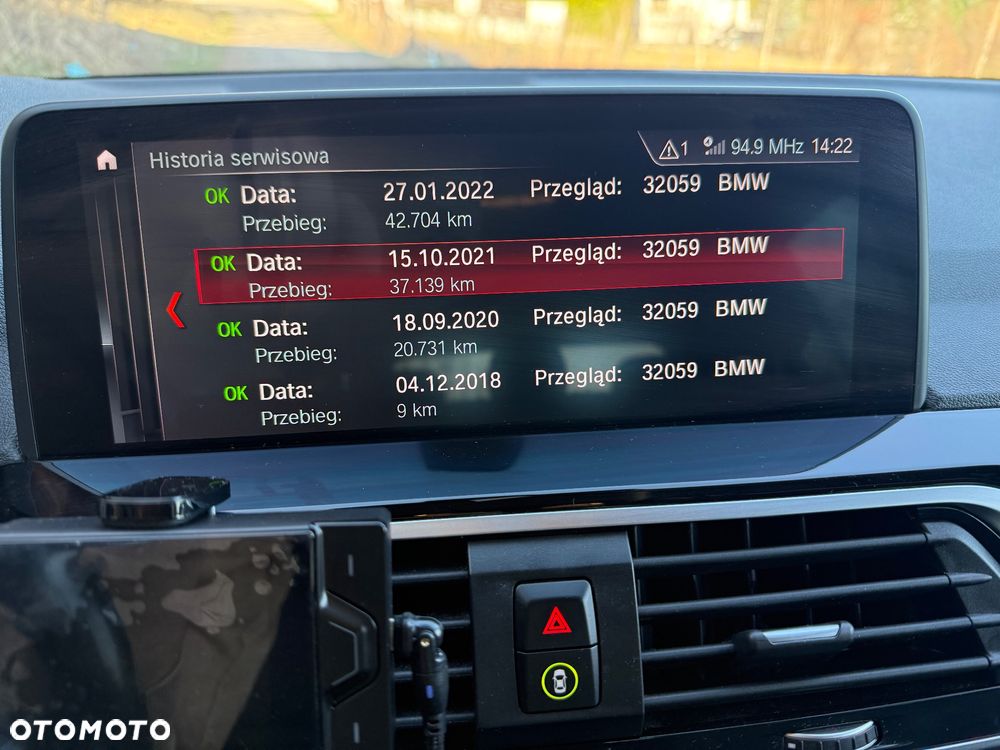 Historia serwisowa 1 94.9 MHz 14:22
OK Data: 27.01.2022 Przegląd: 32059 BMW
Przebieg: 42.704 km
OK Data: 15.10.2021 Przegląd: 32059 BMW
Przebieg: 37.139 km
OK Data: 18.09.2020 Przegląd: 32059 BMW
Przebieg: 20.731 km
OK Data: 04.12.2018 Przegląd: 32059 BMW
Przebieg: 9 km
OTOMOTO